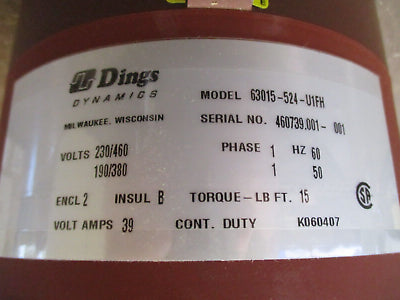 Dings
DYNAMICS
MILWAUKEE, WISCONSIN
MODEL 63015-524-U1FH
SERIAL NO. 460739.001- 001
VOLTS 230/460 PHASE 1 HZ 60
190/380 1 50
ENCL 2 INSUL B TORQUE-LB FT. 15
VOLT AMPS 39 CONT. DUTY K060407
SA